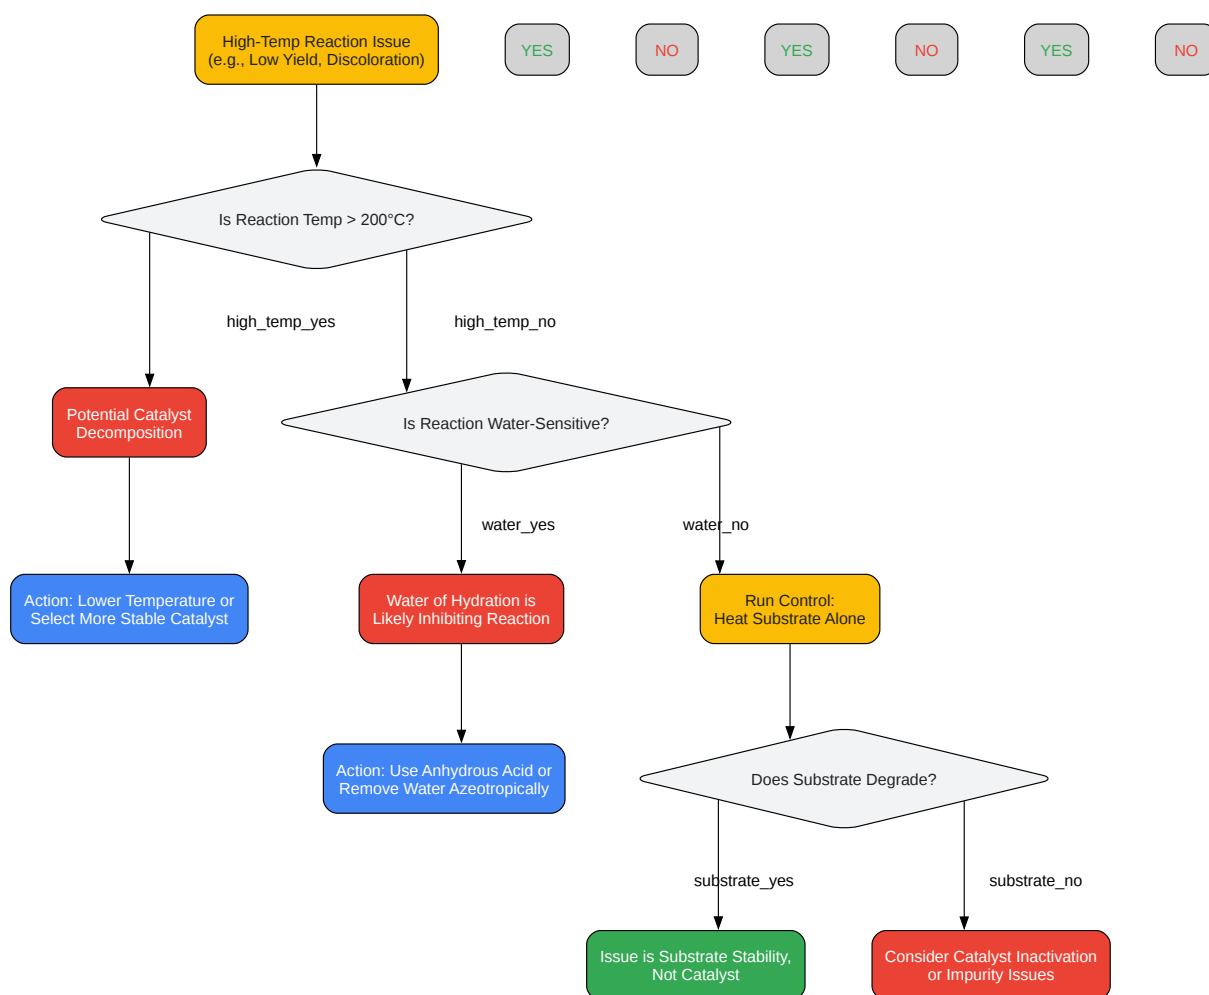 High-Temp Reaction Issue
(e.g., Low Yield, Discoloration)
YES
NO
YES
NO
YES
NO
Is Reaction Temp > 200°C?
high_temp_yes
high_temp_no
Potential Catalyst
Decomposition
Is Reaction Water-Sensitive?
water_yes
water_no
Action: Lower Temperature or
Select More Stable Catalyst
Water of Hydration is
Likely Inhibiting Reaction
Run Control:
Heat Substrate Alone
Action: Use Anhydrous Acid or
Remove Water Azeotropically
Does Substrate Degrade?
substrate_yes
substrate_no
Issue is Substrate Stability,
Not Catalyst
Consider Catalyst Inactivation
or Impurity Issues